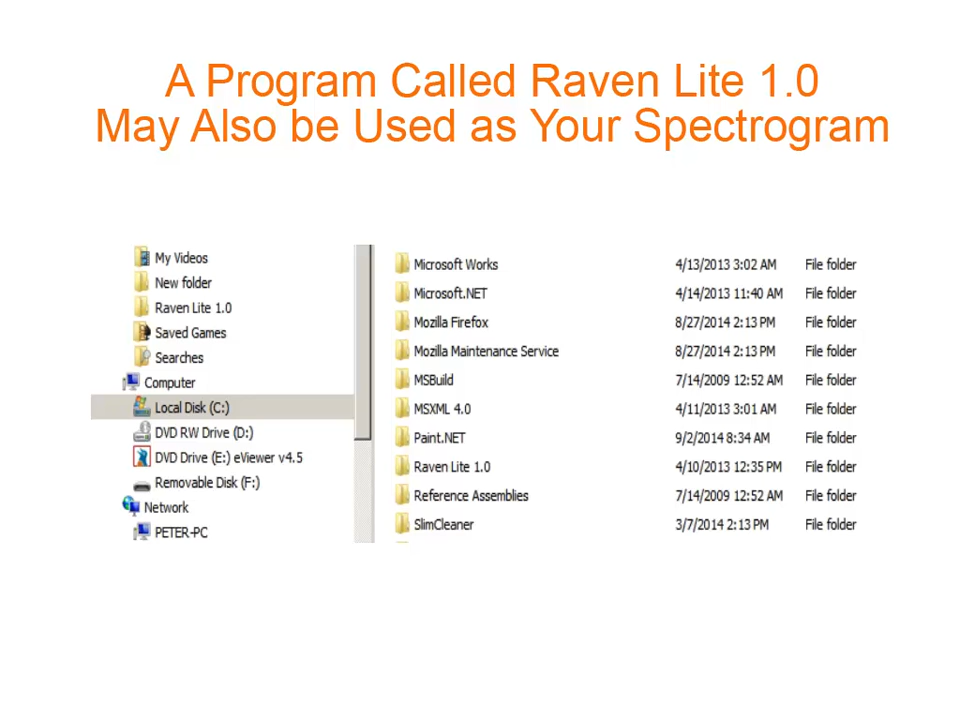 A Program Called Raven Lite 1.0
May Also be Used as Your Spectrogram
My Videos
New folder
Raven Lite 1.0
Saved Games
Searches
Computer
Local Disk (C:)
DVD RW Drive (D:)
DVD Drive (E:) eViewer v4.5
Removable Disk (F:)
Network
PETER-PC
Microsoft Works 4/13/2013 3:02 AM File folder
Microsoft.NET 4/14/2013 11:40 AM File folder
Mozilla Firefox 8/27/2014 2:13 PM File folder
Mozilla Maintenance Service 8/27/2014 2:13 PM File folder
MSBuild 7/14/2009 12:52 AM File folder
MSXML 4.0 4/11/2013 3:01 AM File folder
Paint.NET 9/2/2014 8:34 AM File folder
Raven Lite 1.0 4/10/2013 12:35 PM File folder
Reference Assemblies 7/14/2009 12:52 AM File folder
SlimCleaner 3/7/2014 2:13 PM File folder